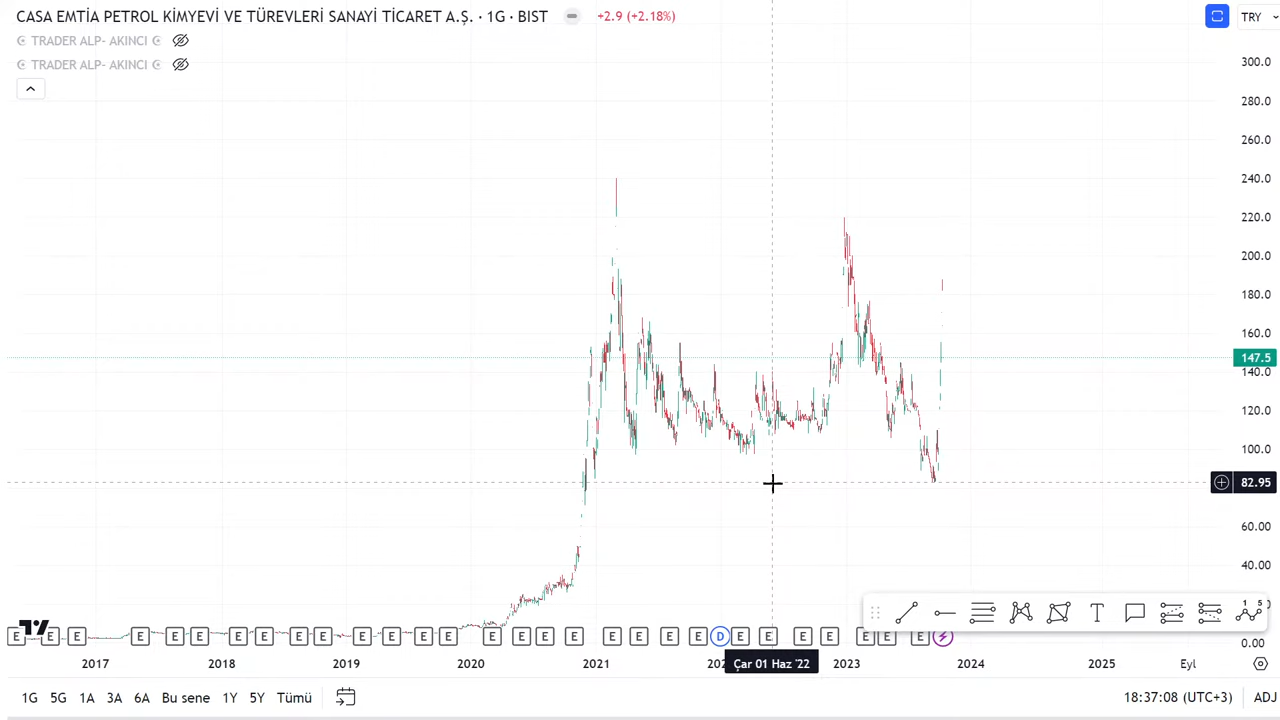 CASA EMTİA PETROL KİMYEVİ VE TÜREVLERİ SANAYİ TİCARET A.Ş. · 1G · BIST +2.9 (+2.18%) TRY
TRADER ALP- AKINCI
TRADER ALP- AKINCI
300.0
280.0
260.0
240.0
220.0
200.0
180.0
160.0
147.5
140.0
120.0
100.0
82.95
60.00
40.00
0.00
E E E E E E E E E E E E E E E E E E E E D E E E E E E E
2017 2018 2019 2020 2021 Çar 01 Haz '22 2023 2024 2025 Eyl
1G 5G 1A 3A 6A Bu sene 1Y 5Y Tümü 18:37:08 (UTC+3) ADJ